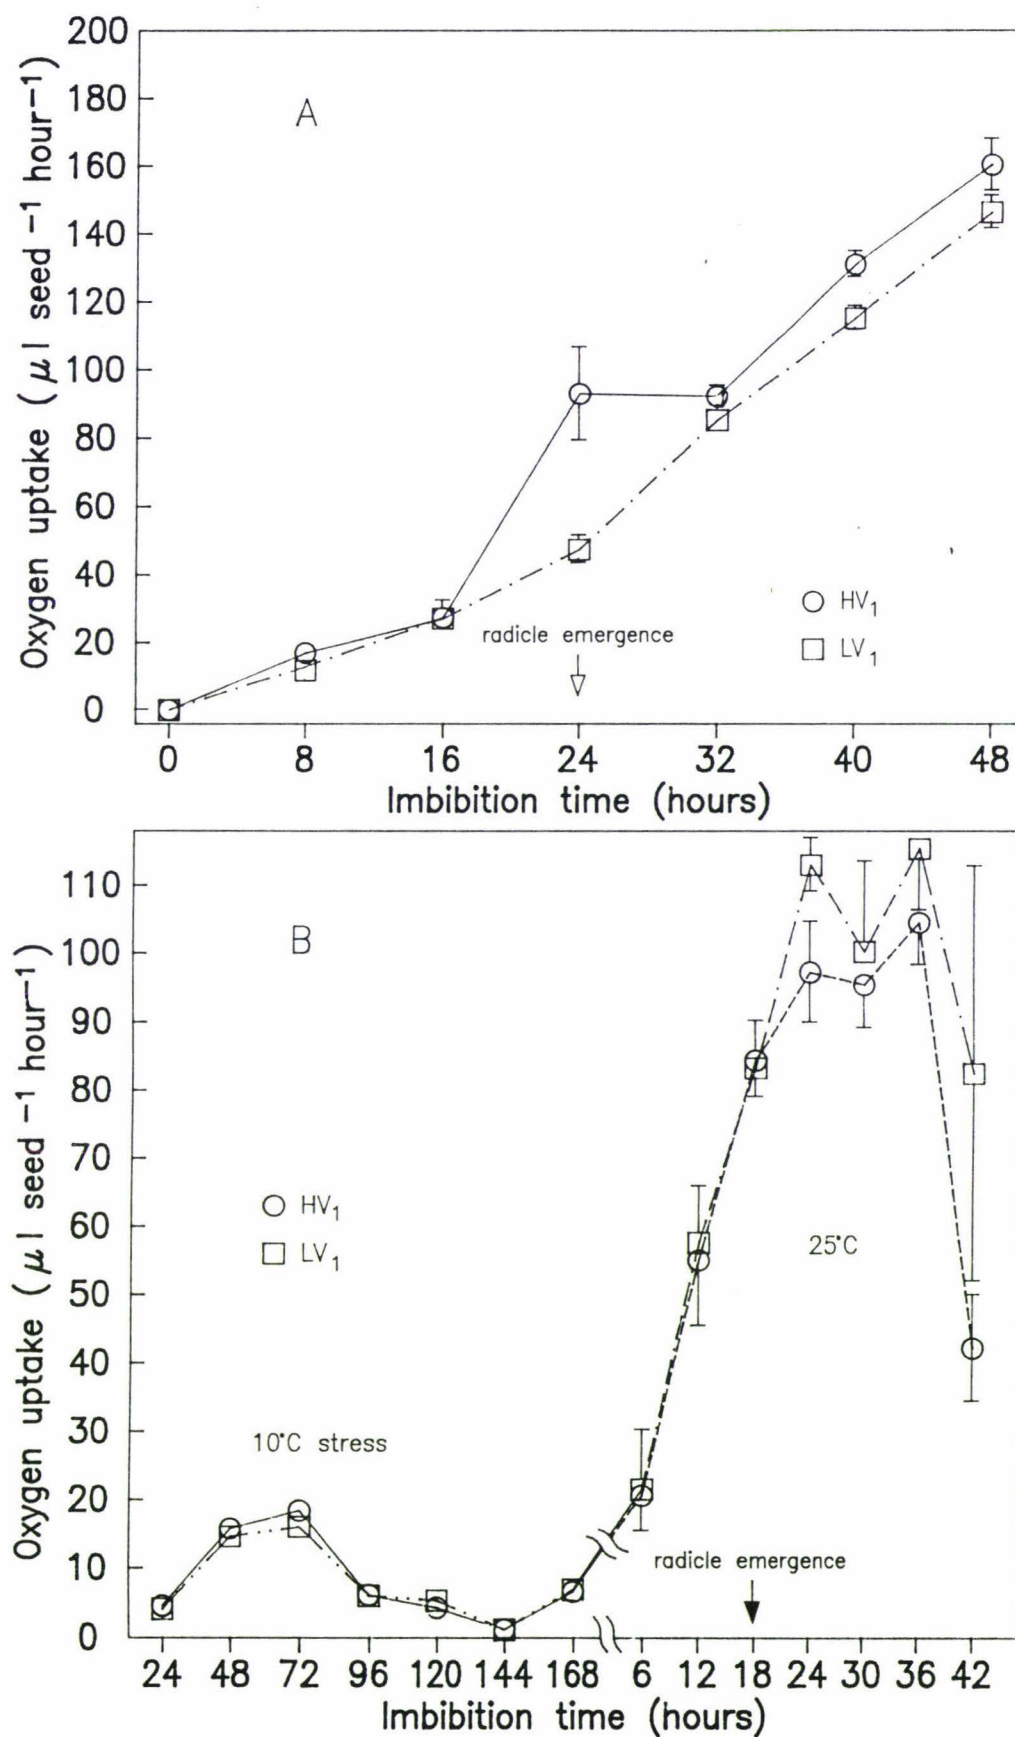 200
180
160
140
120
100
80
60
40
20
0
Oxygen uptake ( μl seed ⁻¹ hour⁻¹)
A
HV₁
LV₁
radicle emergence
0 8 16 24 32 40 48
Imbibition time (hours)
110
100
90
80
70
60
50
40
30
20
10
0
Oxygen uptake ( μl seed ⁻¹ hour⁻¹)
B
HV₁
LV₁
25°C
10°C stress
radicle emergence
24 48 72 96 120 144 168 6 12 18 24 30 36 42
Imbibition time (hours)